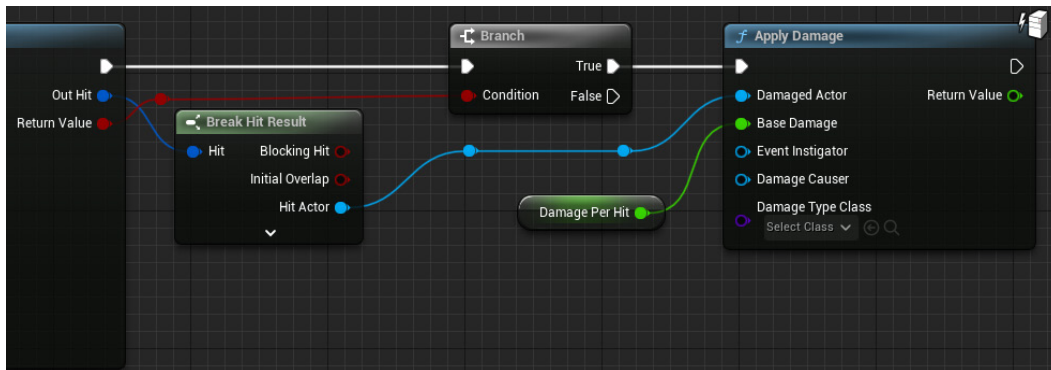 Out Hit
Return Value
Break Hit Result
Hit
Blocking Hit
Initial Overlap
Hit Actor
Branch
True
Condition
False
Damage Per Hit
Apply Damage
Damaged Actor
Return Value
Base Damage
Event Instigator
Damage Causer
Damage Type Class
Select Class